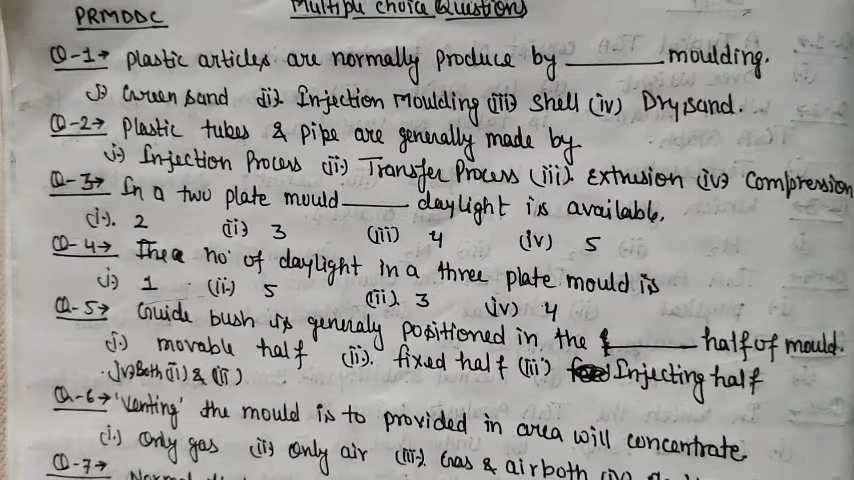 PRMDDC Multiple Choice Questions
Q-1→ plastic articles are normally produce by ______ moulding.
i) Green sand (ii). Injection Moulding (iii) Shell (iv) Dry sand.
Q-2→ Plastic tubes & pipe are generally made by
(i) Injection Process (ii) Transfer Process (iii). Extrusion (iv) Compression
Q-3→ In a two plate mould ______ daylight is available.
(i). 2 (ii) 3 (iii) 4 (iv) 5
Q-4→ The no' of daylight in a three plate mould is
i) 1 (ii) 5 (iii). 3 (iv) 4
Q-5→ Guide bush is generaly positioned in the ______ half of mould.
(i) movable half (ii). fixed half (iii) Injecting half
(iv) Both (i) & (ii)
Q-6→ 'Venting' the mould is to provided in area will concentrate.
(i.) Only gas (ii) Only air (iii). Gas & air both (iv)
Q-7→